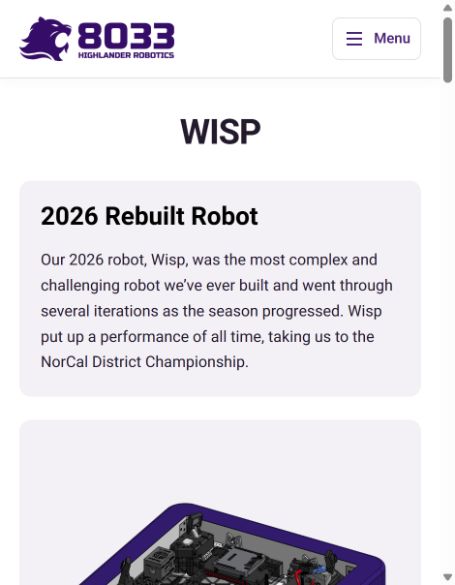 8033
HIGHLANDER ROBOTICS
Menu
WISP
2026 Rebuilt Robot
Our 2026 robot, Wisp, was the most complex and
challenging robot we’ve ever built and went through
several iterations as the season progressed. Wisp
put up a performance of all time, taking us to the
NorCal District Championship.